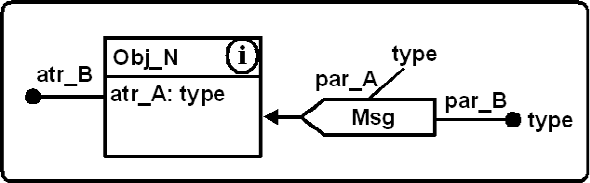 Obj_N
i
type
atr_B
par_A
atr_A: type
par_B
Msg
type